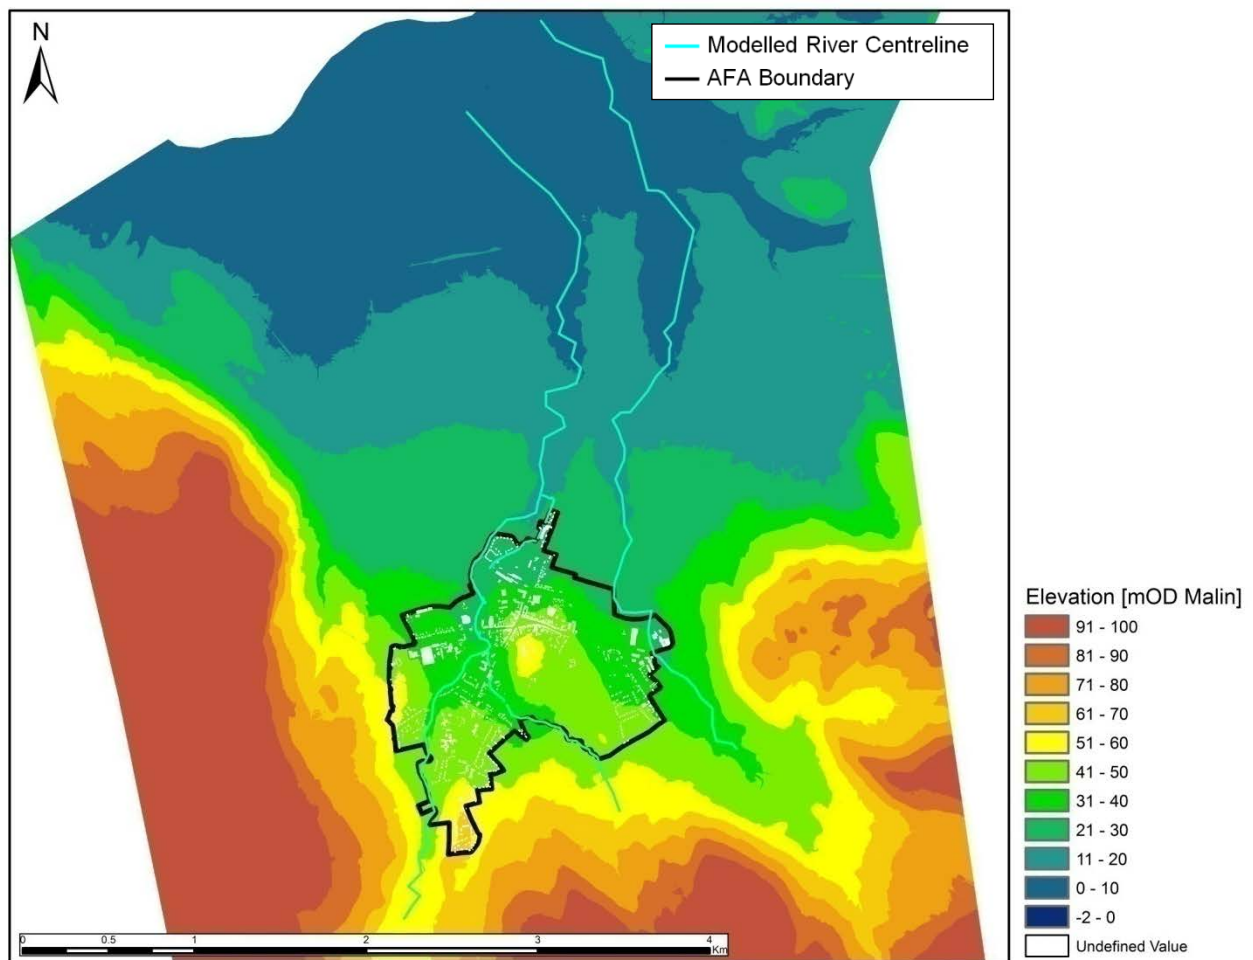 N
Modelled River Centreline
AFA Boundary
Elevation [mOD Malin]
91 - 100
81 - 90
71 - 80
61 - 70
51 - 60
41 - 50
31 - 40
21 - 30
11 - 20
0 - 10
-2 - 0
Undefined Value
0 0.5 1 2 3 4
Km